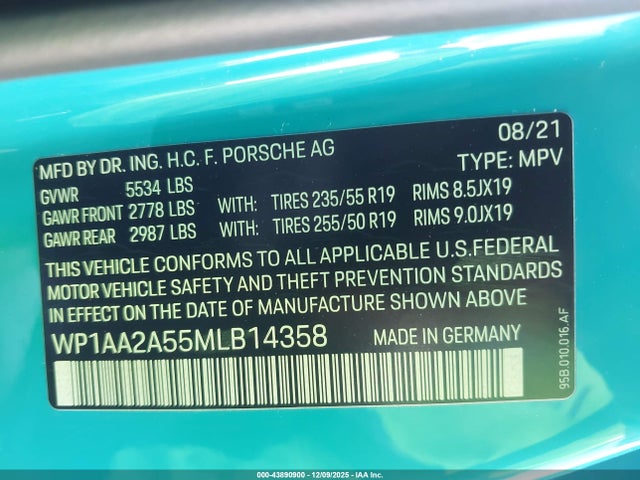 08/21
MFD BY DR. ING. H.C. F. PORSCHE AG TYPE: MPV
GVWR 5534 LBS
GAWR FRONT 2778 LBS WITH: TIRES 235/55 R19 RIMS 8.5JX19
GAWR REAR 2987 LBS WITH: TIRES 255/50 R19 RIMS 9.0JX19
THIS VEHICLE CONFORMS TO ALL APPLICABLE U.S.FEDERAL
MOTOR VEHICLE SAFETY AND THEFT PREVENTION STANDARDS
IN EFFECT ON THE DATE OF MANUFACTURE SHOWN ABOVE
WP1AA2A55MLB14358 MADE IN GERMANY
95B.010.016.AF
000-43890900 - 12/09/2025 - IAA Inc.